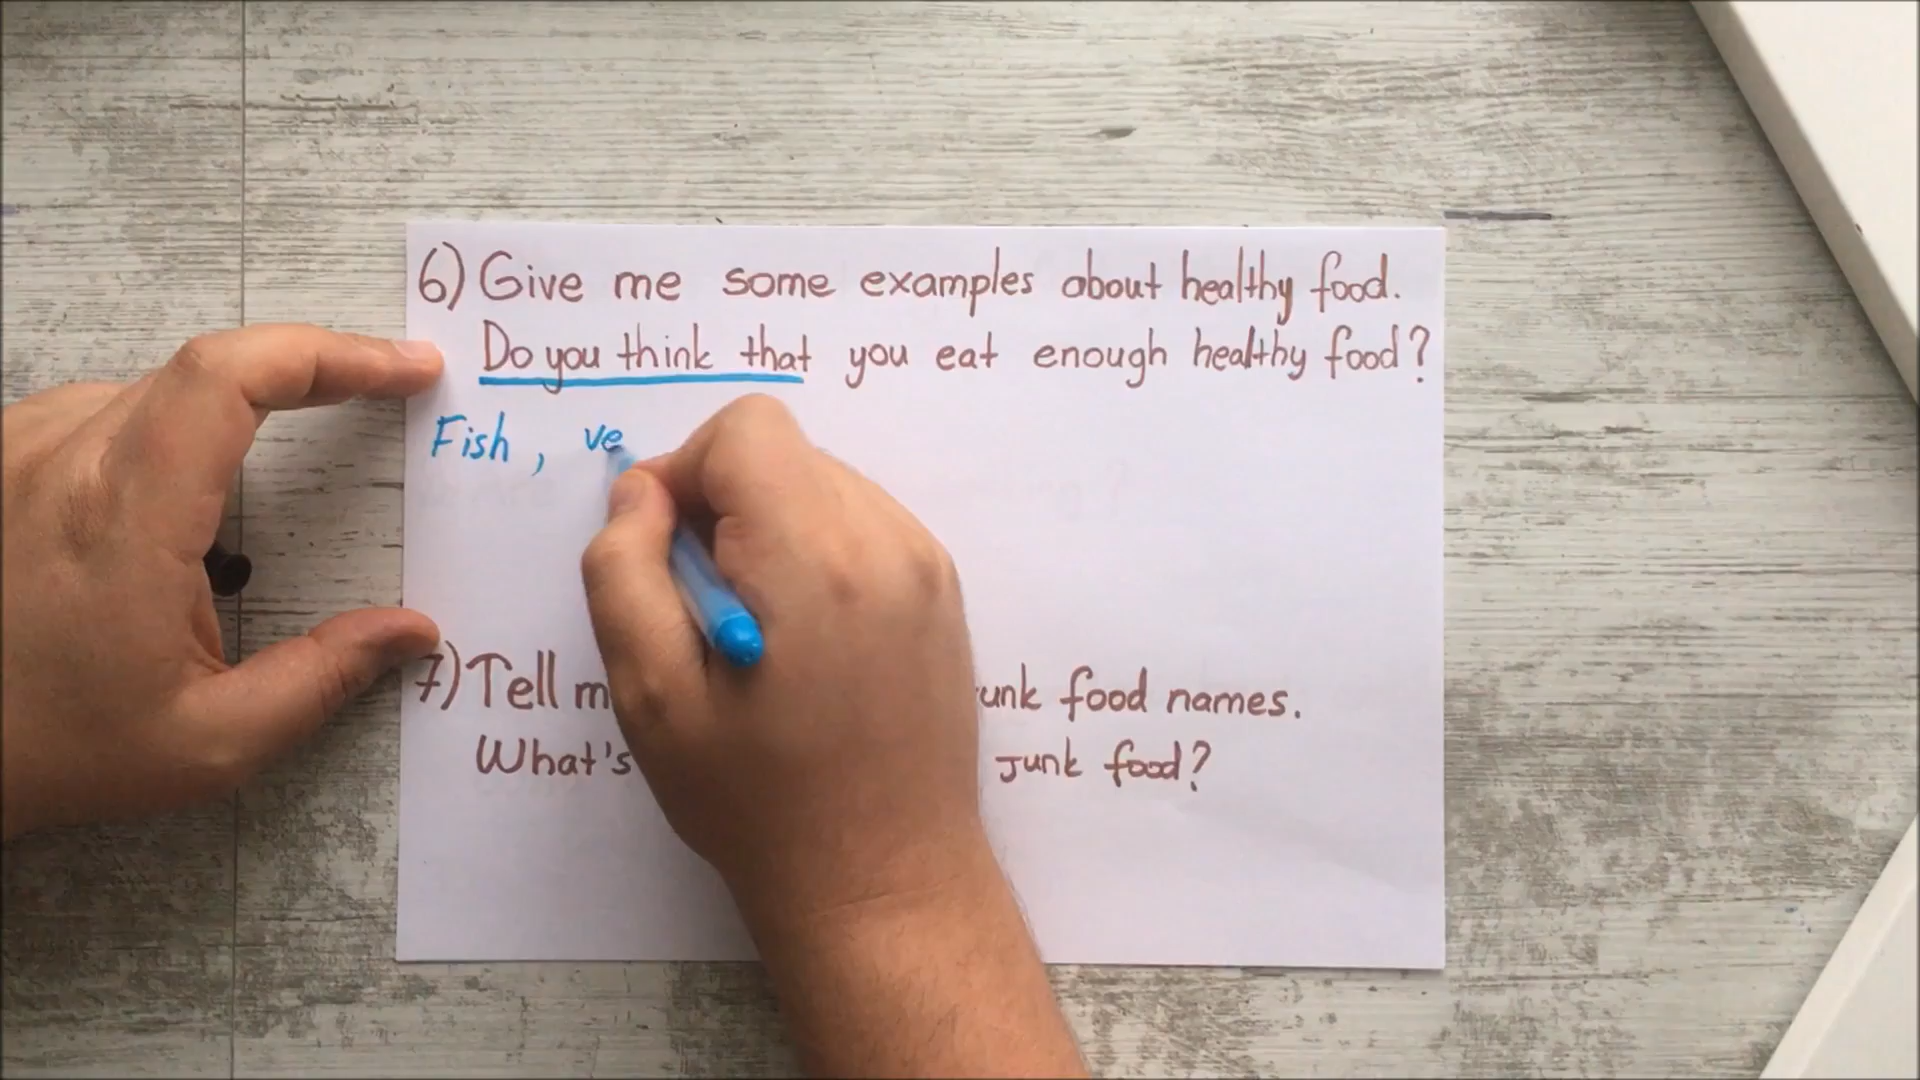 6) Give me some examples about healthy food.
Do you think that you eat enough healthy food?
Fish, ve
7) Tell m unk food names.
What's junk food?